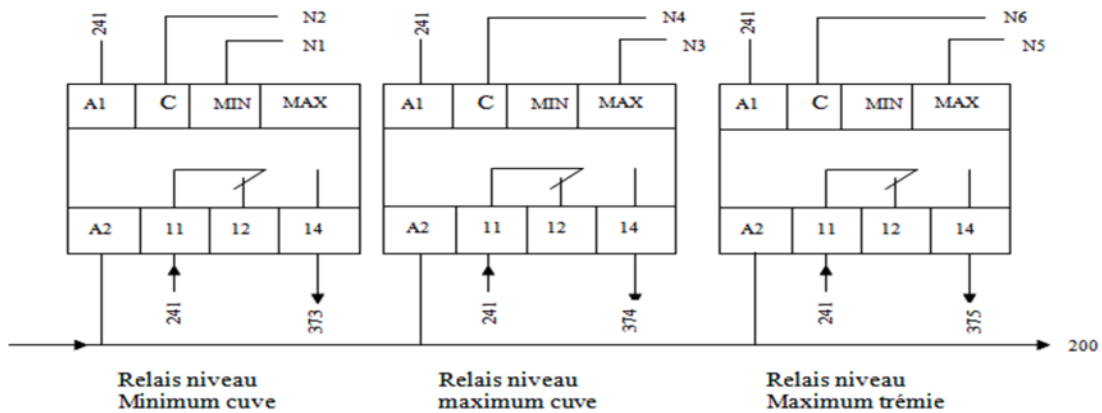 241 N2 241 N4 241 N6
N1 N3 N5
A1 C MIN MAX A1 C MIN MAX A1 C MIN MAX
A2 11 12 14 A2 11 12 14 A2 11 12 14
241 373 241 374 241 375
200
Relais niveau
Minimum cuve
Relais niveau
maximum cuve
Relais niveau
Maximum trémie